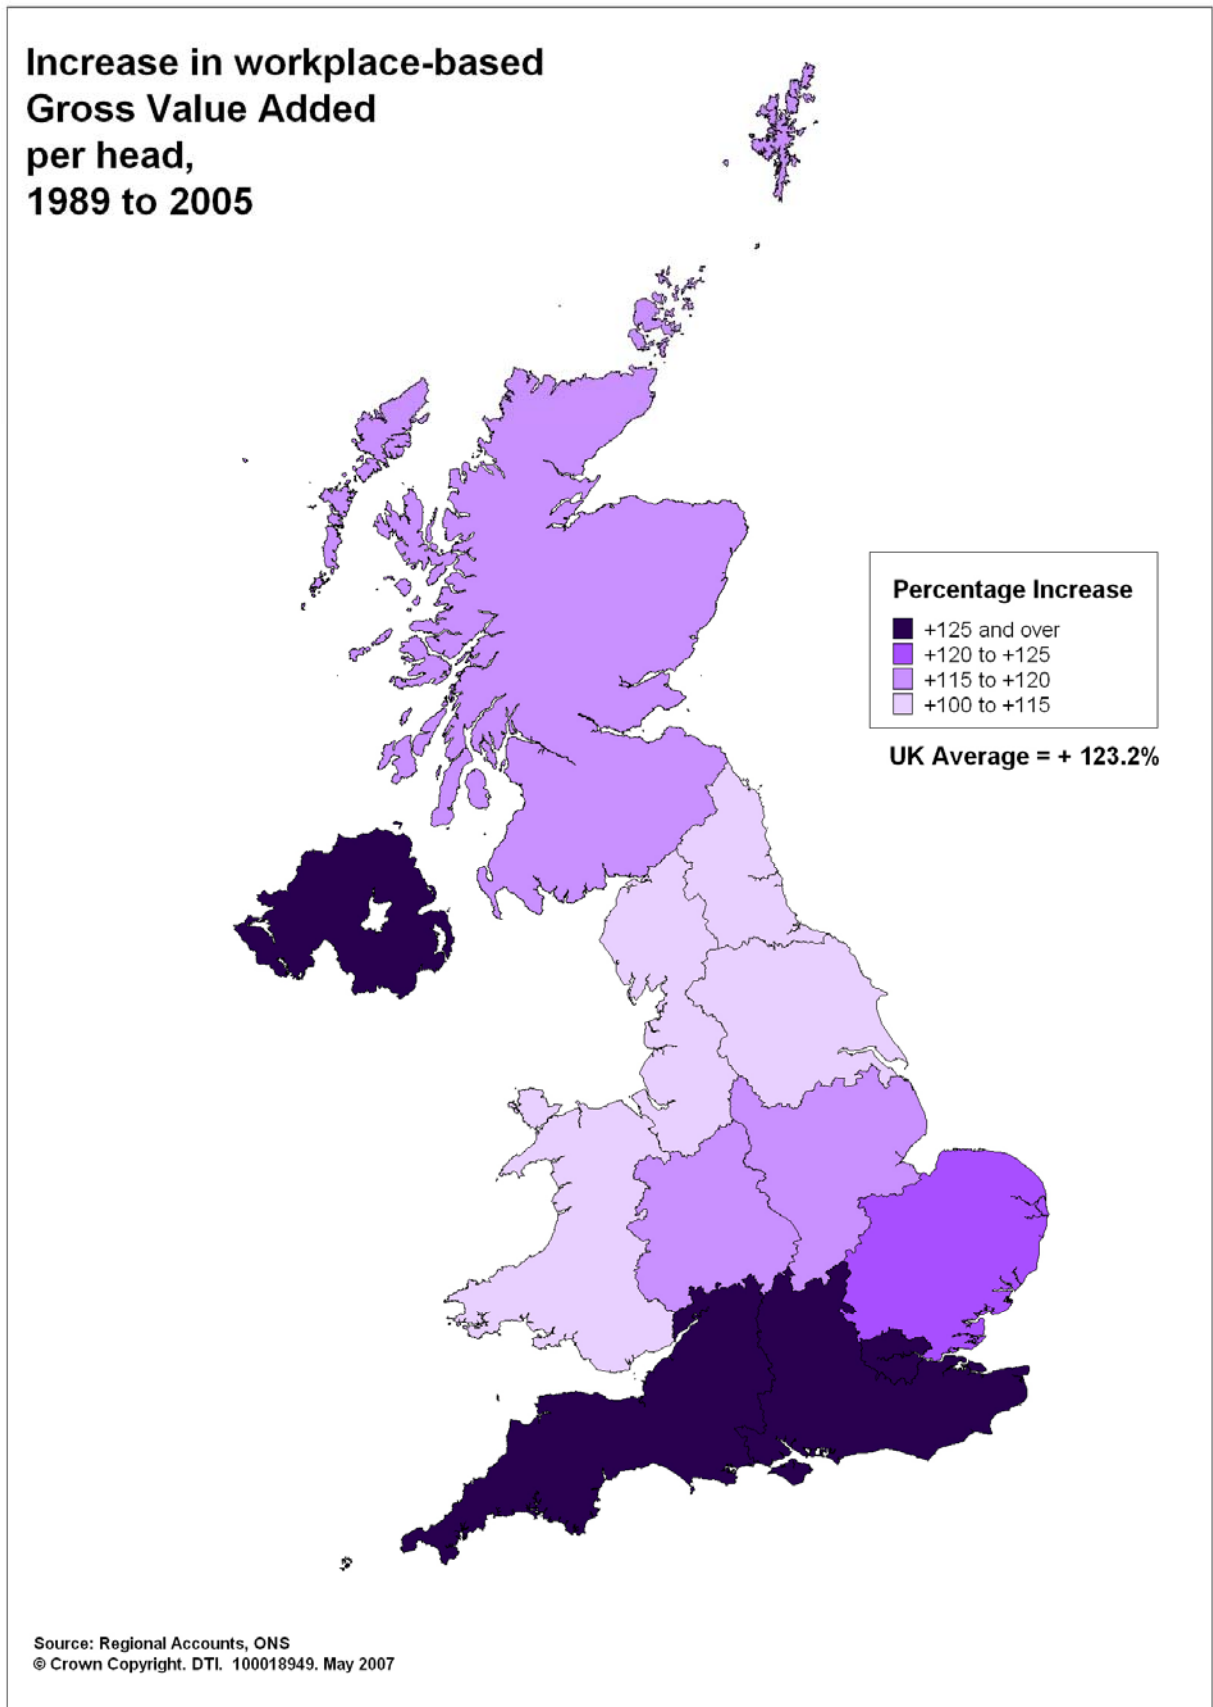 Increase in workplace-based
Gross Value Added
per head,
1989 to 2005
Percentage Increase
+125 and over
+120 to +125
+115 to +120
+100 to +115
UK Average = + 123.2%
Source: Regional Accounts, ONS
© Crown Copyright. DTI.  100018949. May 2007